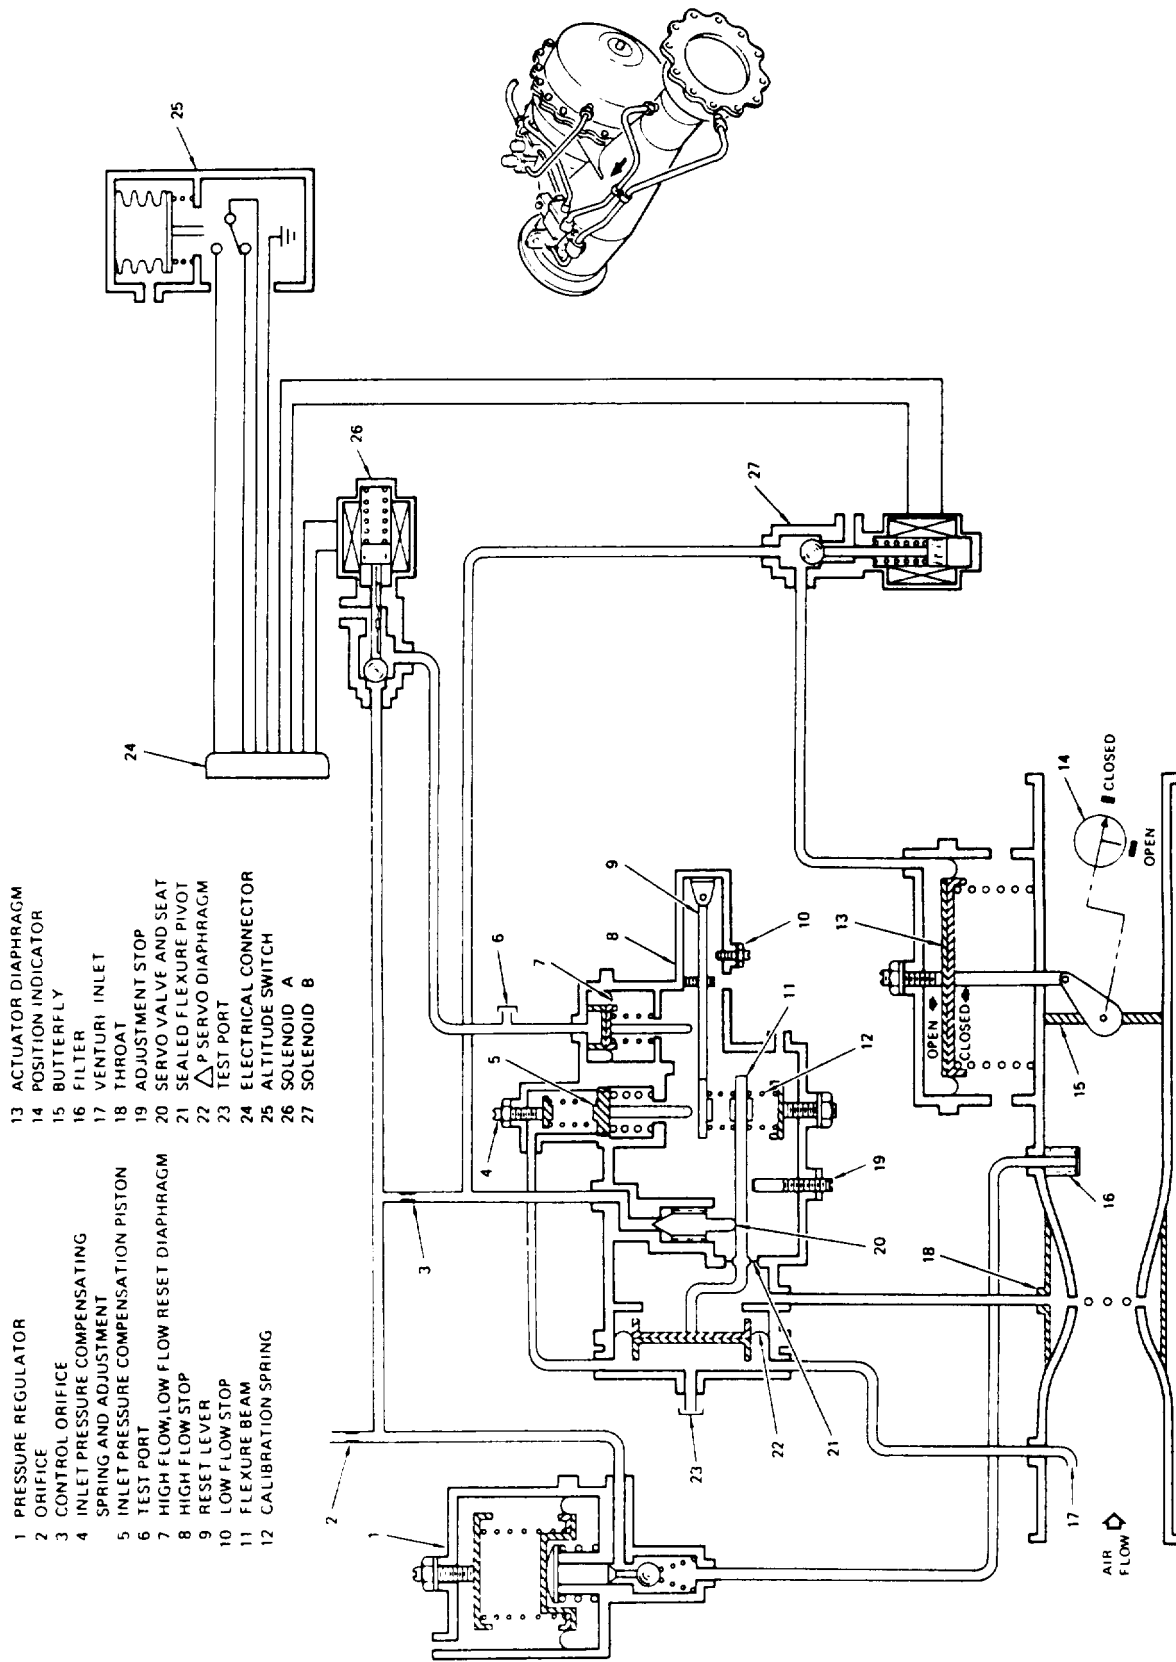 1 PRESSURE REGULATOR
2 ORIFICE
3 CONTROL ORIFICE
4 INLET PRESSURE COMPENSATING
SPRING AND ADJUSTMENT
5 INLET PRESSURE COMPENSATION PISTON
6 TEST PORT
7 HIGH FLOW, LOW FLOW RESET DIAPHRAGM
8 HIGH FLOW STOP
9 RESET LEVER
10 LOW FLOW STOP
11 FLEXURE BEAM
12 CALIBRATION SPRING
13 ACTUATOR DIAPHRAGM
14 POSITION INDICATOR
15 BUTTERFLY
16 FILTER
17 VENTURI INLET
18 THROAT
19 ADJUSTMENT STOP
20 SERVO VALVE AND SEAT
21 SEALED FLEXURE PIVOT
22 △P SERVO DIAPHRAGM
23 TEST PORT
24 ELECTRICAL CONNECTOR
25 ALTITUDE SWITCH
26 SOLENOID A
27 SOLENOID B
25
24
26
27
1
2
3
4
5
6
7
8
9
10
11
12
13
OPEN
CLOSED
14
CLOSED
OPEN
15
16
17
18
19
20
21
22
23
AIR
FLOW